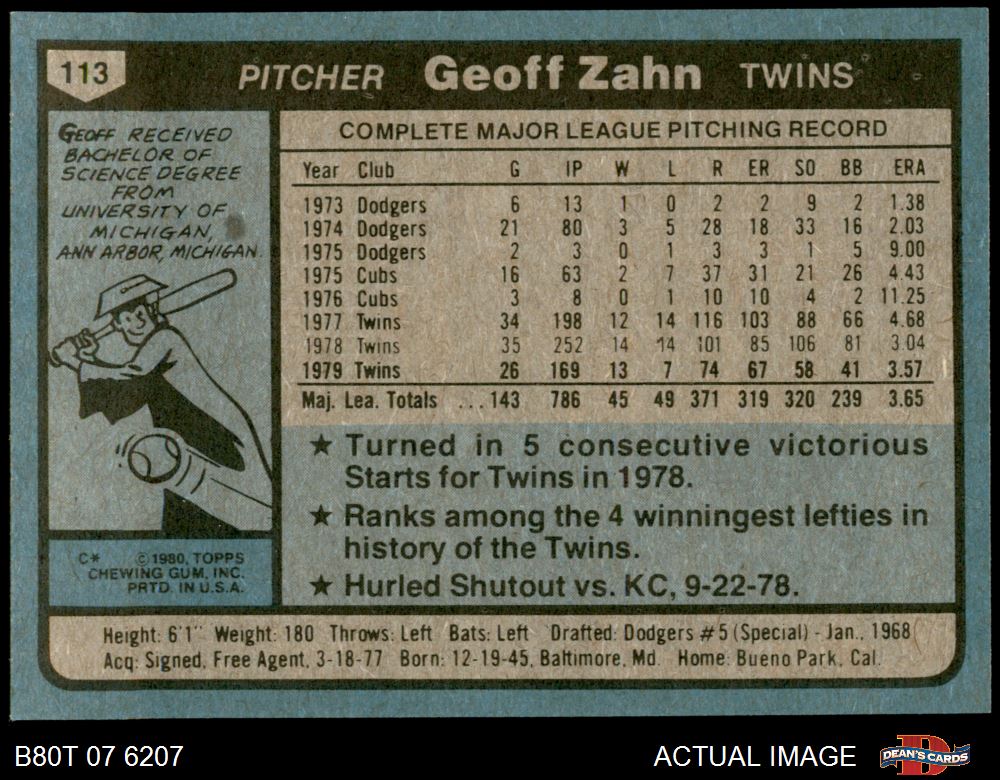 113 PITCHER Geoff Zahn TWINS
GEOFF RECEIVED
BACHELOR OF
SCIENCE DEGREE
FROM
UNIVERSITY OF
MICHIGAN,
ANN ARBOR, MICHIGAN.
C* ©1980, TOPPS
CHEWING GUM, INC.
PRTD. IN U.S.A.
COMPLETE MAJOR LEAGUE PITCHING RECORD
Year Club G IP W L R ER SO BB ERA
1973 Dodgers 6 13 1 0 2 2 9 2 1.38
1974 Dodgers 21 80 3 5 28 18 33 16 2.03
1975 Dodgers 2 3 0 1 3 3 1 5 9.00
1975 Cubs 16 63 2 7 37 31 21 26 4.43
1976 Cubs 3 8 0 1 10 10 4 2 11.25
1977 Twins 34 198 12 14 116 103 88 66 4.68
1978 Twins 35 252 14 14 101 85 106 81 3.04
1979 Twins 26 169 13 7 74 67 58 41 3.57
Maj. Lea. Totals ...143 786 45 49 371 319 320 239 3.65
★ Turned in 5 consecutive victorious
Starts for Twins in 1978.
★ Ranks among the 4 winningest lefties in
history of the Twins.
★ Hurled Shutout vs. KC, 9-22-78.
Height: 6'1" Weight: 180 Throws: Left Bats: Left Drafted: Dodgers #5 (Special) - Jan., 1968
Acq: Signed, Free Agent, 3-18-77 Born: 12-19-45, Baltimore, Md. Home: Bueno Park, Cal.
B80T 07 6207 ACTUAL IMAGE DEAN'S CARDS